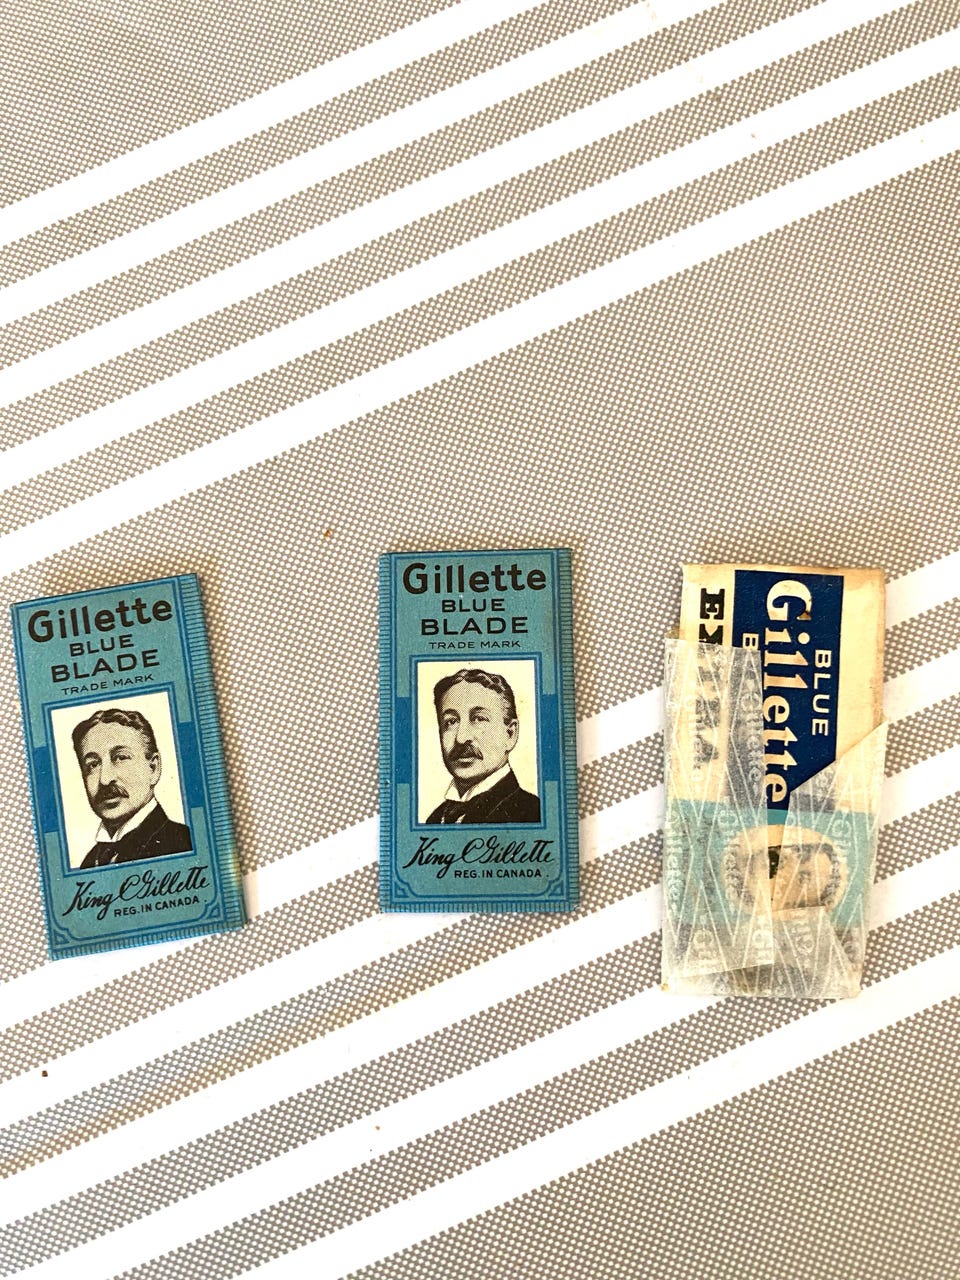 Gillette
BLUE
BLADE
TRADE MARK
King C Gillette
REG. IN CANADA
Gillette
BLUE
BLADE
TRADE MARK
King C Gillette
REG. IN CANADA.
BLUE
Gillette